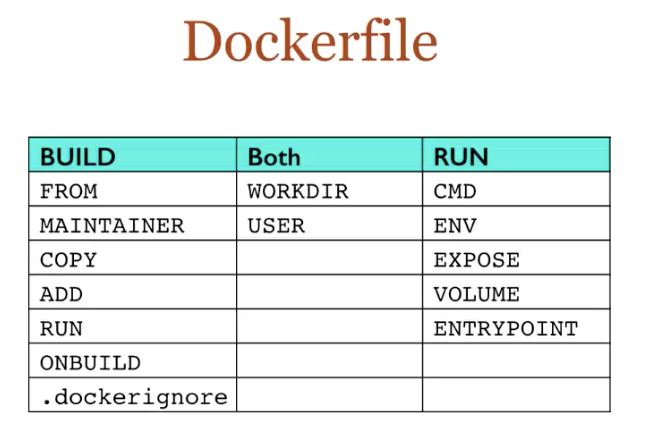 Dockerfile
BUILD Both RUN
FROM WORKDIR CMD
MAINTAINER USER ENV
COPY EXPOSE
ADD VOLUME
RUN ENTRYPOINT
ONBUILD
.dockerignore